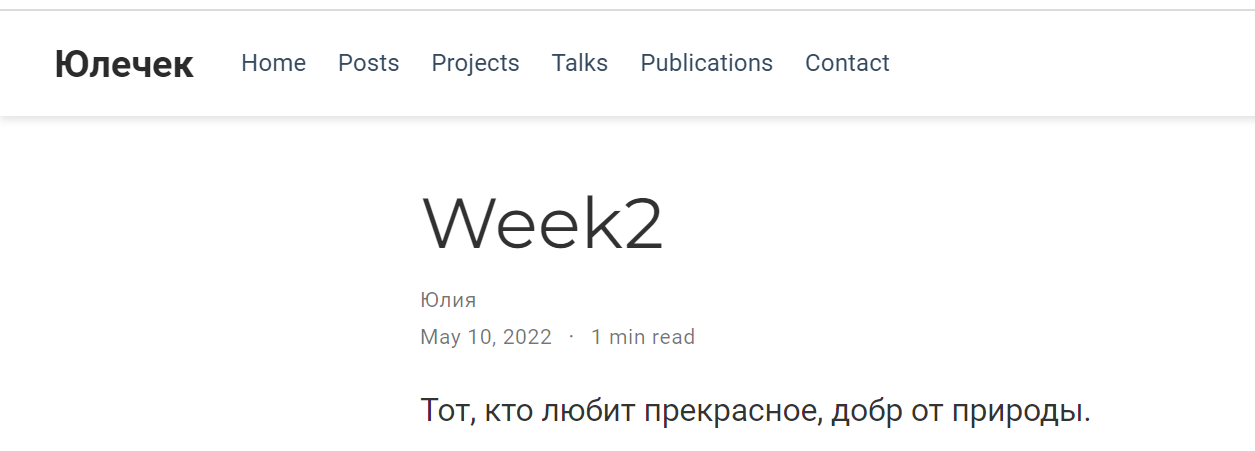 Юлечек Home Posts Projects Talks Publications Contact
Week2
Юлия
May 10, 2022 · 1 min read
Тот, кто любит прекрасное, добр от природы.